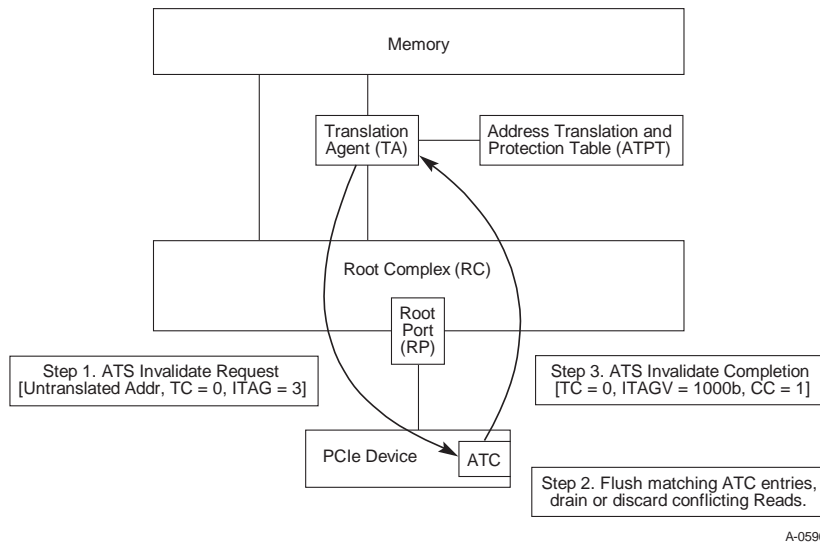 Memory
Translation
Agent (TA)
Address Translation and
Protection Table (ATPT)
Root Complex (RC)
Root
Port
(RP)
Step 1. ATS Invalidate Request
[Untranslated Addr, TC = 0, ITAG = 3]
Step 3. ATS Invalidate Completion
[TC = 0, ITAGV = 1000b, CC = 1]
PCIe Device
ATC
Step 2. Flush matching ATC entries,
drain or discard conflicting Reads.